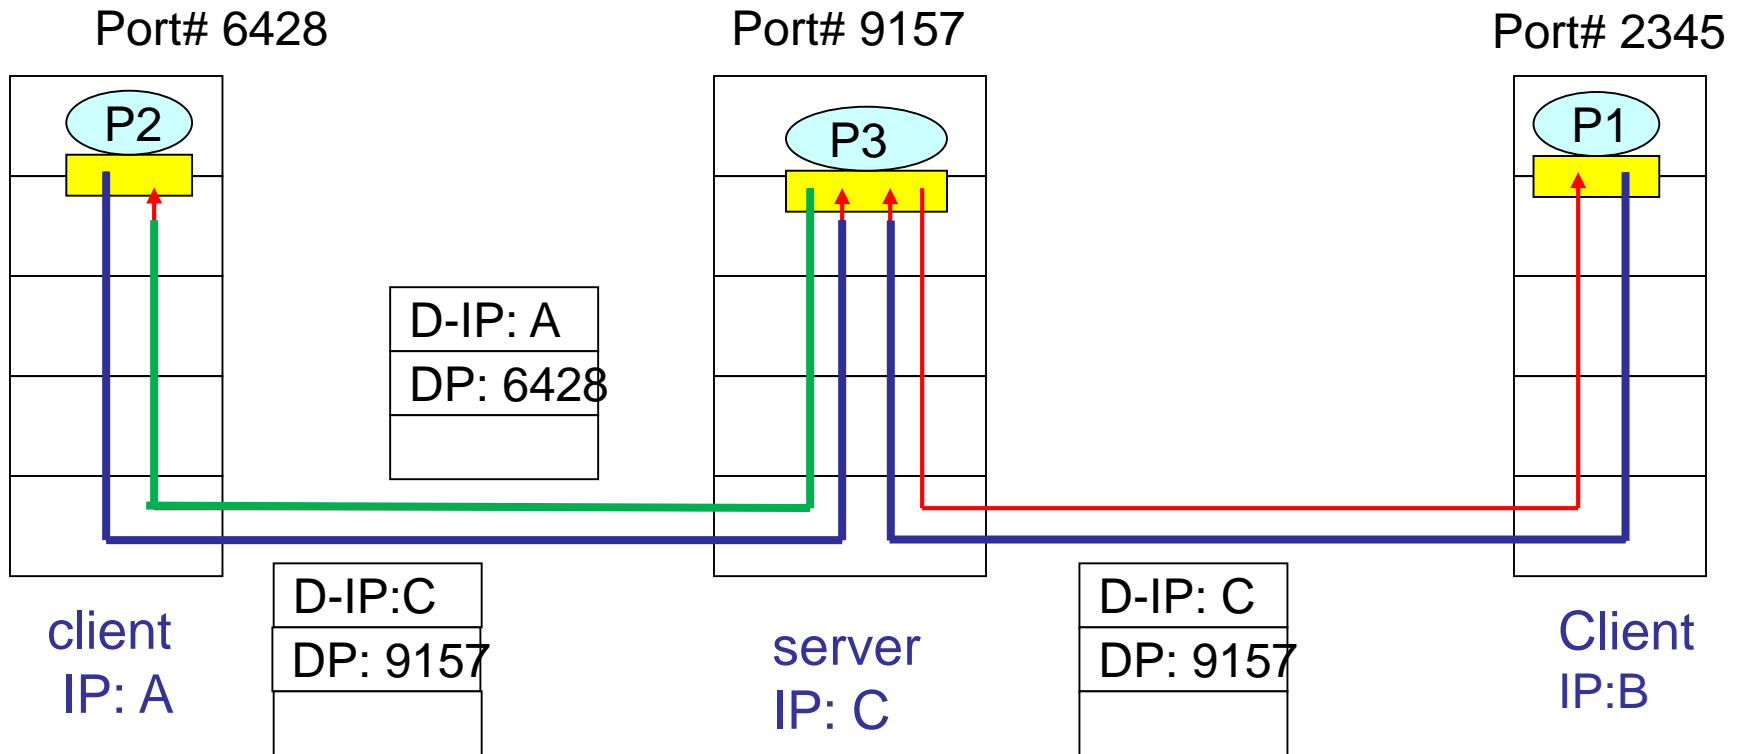 Port# 6428
Port# 9157
Port# 2345
P2
P3
P1
D-IP: A
DP: 6428
D-IP:C
DP: 9157
D-IP: C
DP: 9157
client
IP: A
server
IP: C
Client
IP:B